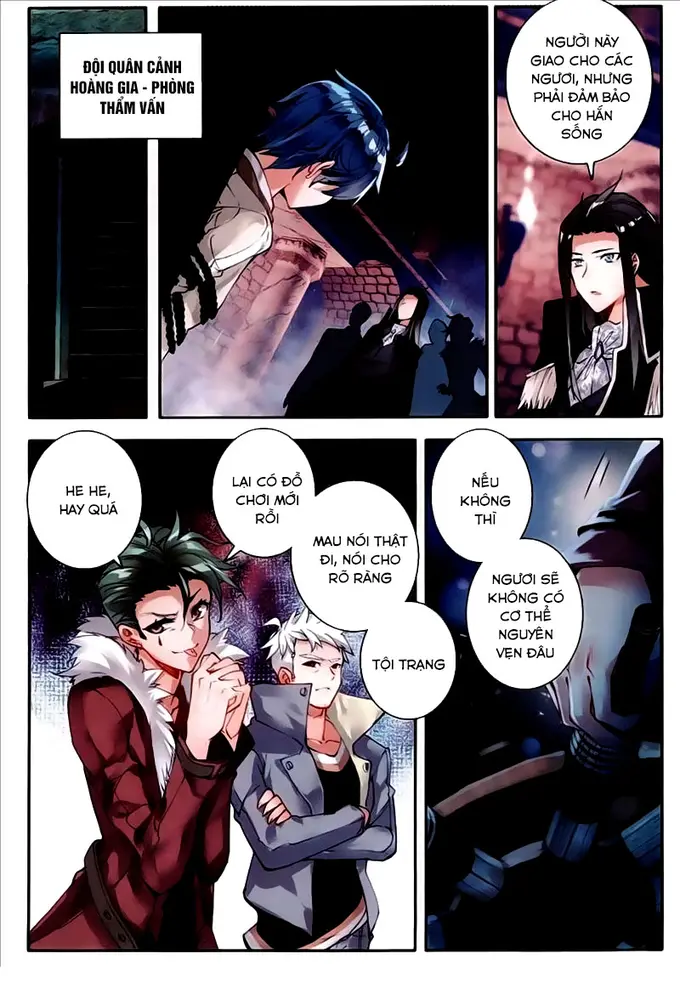 ĐỘI QUÂN CẢNH
HOÀNG GIA - PHÒNG
THẨM VẤN
NGƯỜI NÀY
GIAO CHO CÁC
NGƯƠI, NHƯNG
PHẢI ĐẢM BẢO
CHO HẮN
SỐNG
HE HE,
HAY QUÁ
LẠI CÓ ĐỒ
CHƠI MỚI
RỒI
MAU NÓI THẬT
ĐI, NÓI CHO
RÕ RÀNG
TỘI TRẠNG
NẾU
KHÔNG
THÌ
NGƯƠI SẼ
KHÔNG CÓ
CƠ THỂ
NGUYÊN
VẸN ĐÂU